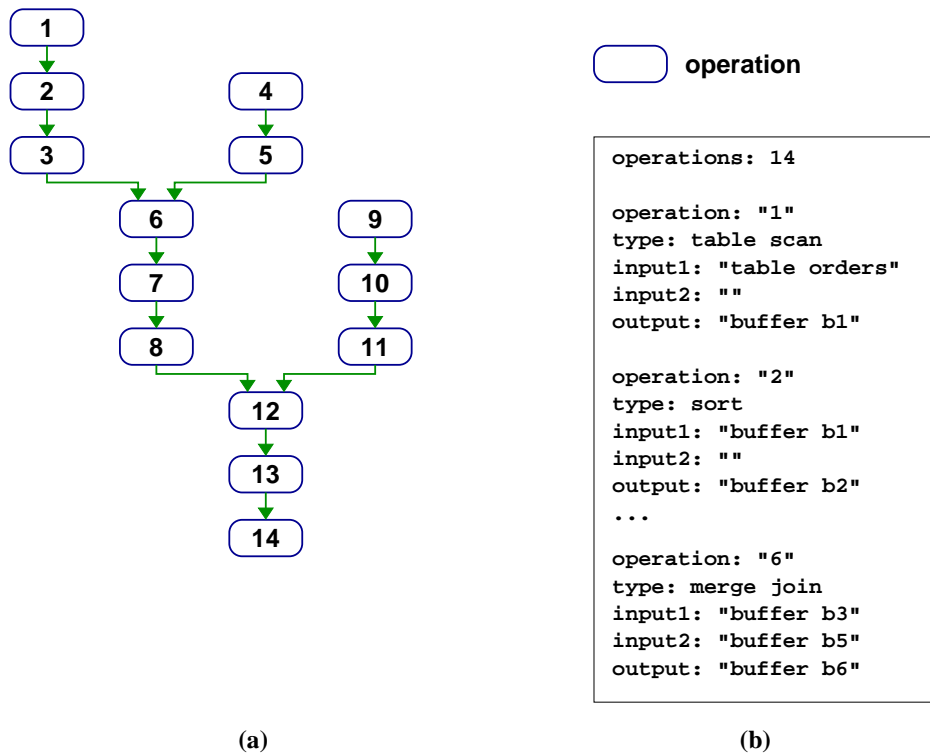 1
2
4
3
5
6
9
7
10
8
11
12
13
14
(a)
operation
operations: 14
operation: "1"
type: table scan
input1: "table orders"
input2: ""
output: "buffer b1"
operation: "2"
type: sort
input1: "buffer b1"
input2: ""
output: "buffer b2"
...
operation: "6"
type: merge join
input1: "buffer b3"
input2: "buffer b5"
output: "buffer b6"
(b)